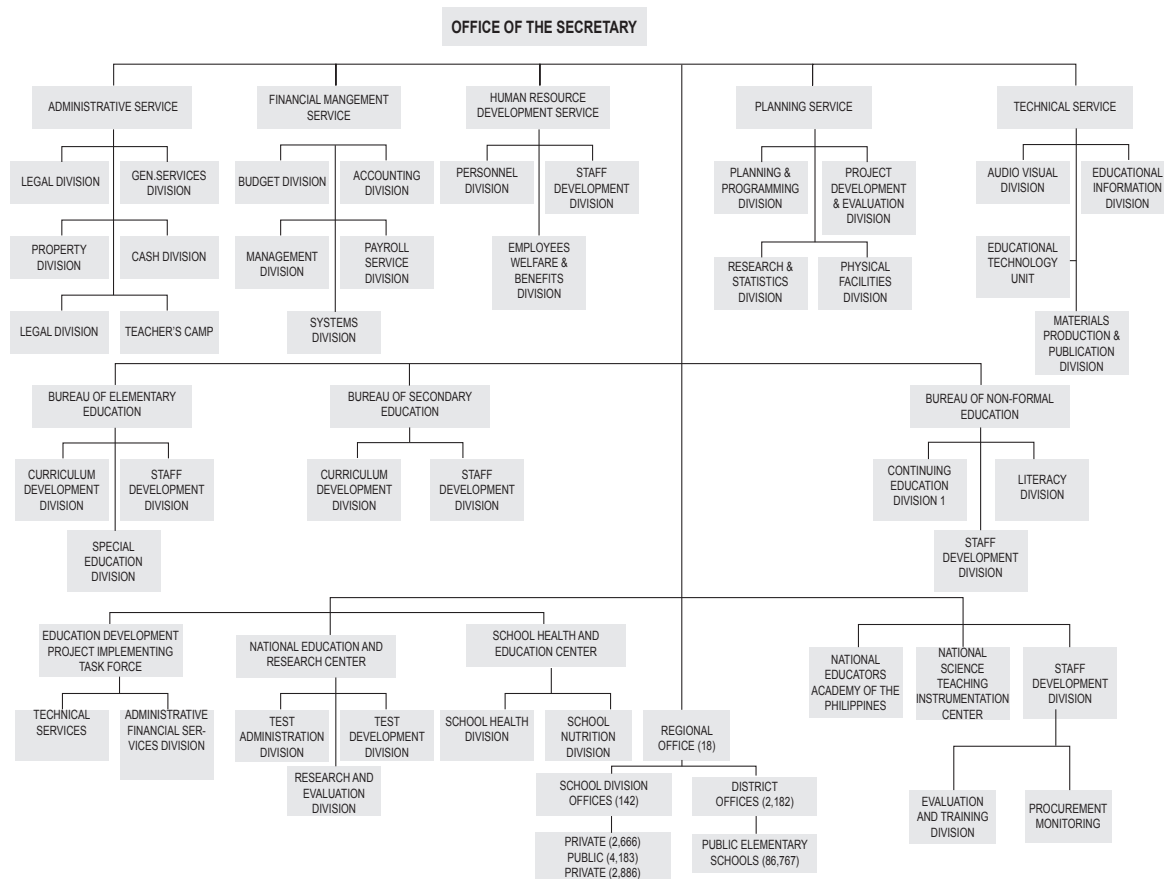 OFFICE OF THE SECRETARY
ADMINISTRATIVE SERVICE
FINANCIAL MANGEMENT
SERVICE
HUMAN RESOURCE
DEVELOPMENT SERVICE
PLANNING SERVICE
TECHNICAL SERVICE
LEGAL DIVISION
GEN.SERVICES
DIVISION
BUDGET DIVISION
ACCOUNTING
DIVISION
PERSONNEL
DIVISION
STAFF
DEVELOPMENT
DIVISION
PLANNING &
PROGRAMMING
DIVISION
PROJECT
DEVELOPMENT
& EVALUATION
DIVISION
AUDIO VISUAL
DIVISION
EDUCATIONAL
INFORMATION
DIVISION
PROPERTY
DIVISION
CASH DIVISION
MANAGEMENT
DIVISION
PAYROLL
SERVICE
DIVISION
EMPLOYEES
WELFARE &
BENEFITS
DIVISION
RESEARCH &
STATISTICS
DIVISION
PHYSICAL
FACILITIES
DIVISION
EDUCATIONAL
TECHNOLOGY
UNIT
LEGAL DIVISION
TEACHER'S CAMP
SYSTEMS
DIVISION
MATERIALS
PRODUCTION &
PUBLICATION
DIVISION
BUREAU OF ELEMENTARY
EDUCATION
BUREAU OF SECONDARY
EDUCATION
BUREAU OF NON-FORMAL
EDUCATION
CURRICULUM
DEVELOPMENT
DIVISION
STAFF
DEVELOPMENT
DIVISION
CURRICULUM
DEVELOPMENT
DIVISION
STAFF
DEVELOPMENT
DIVISION
CONTINUING
EDUCATION
DIVISION 1
LITERACY
DIVISION
SPECIAL
EDUCATION
DIVISION
STAFF
DEVELOPMENT
DIVISION
EDUCATION DEVELOPMENT
PROJECT IMPLEMENTING
TASK FORCE
NATIONAL EDUCATION AND
RESEARCH CENTER
SCHOOL HEALTH AND
EDUCATION CENTER
NATIONAL
EDUCATORS
ACADEMY OF THE
PHILIPPINES
NATIONAL
SCIENCE
TEACHING
INSTRUMENTATION
CENTER
STAFF
DEVELOPMENT
DIVISION
TECHNICAL
SERVICES
ADMINISTRATIVE
FINANCIAL SER-
VICES DIVISION
TEST
ADMINISTRATION
DIVISION
TEST
DEVELOPMENT
DIVISION
SCHOOL HEALTH
DIVISION
SCHOOL
NUTRITION
DIVISION
REGIONAL
OFFICE (18)
RESEARCH AND
EVALUATION
DIVISION
SCHOOL DIVISION
OFFICES (142)
DISTRICT
OFFICES (2,182)
EVALUATION
AND TRAINING
DIVISION
PROCUREMENT
MONITORING
PRIVATE (2,666)
PUBLIC (4,183)
PRIVATE (2,886)
PUBLIC ELEMENTARY
SCHOOLS (86,767)